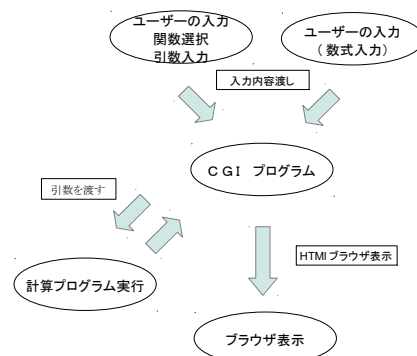 ユーザーの入力
関数選択
引数入力
ユーザーの入力
(数式入力)
入力内容渡し
CGI プログラム
引数を渡す
HTMlブラウザ表示
計算プログラム実行
ブラウザ表示